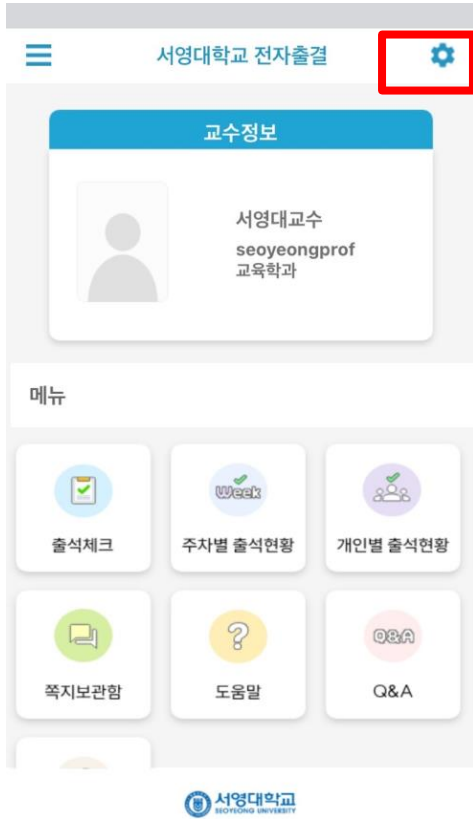 서영대학교 전자출결
교수정보
서영대교수
seoyeongprof
교육학과
메뉴
Week
출석체크
주차별 출석현황
개인별 출석현황
Q&A
쪽지보관함
도움말
Q&A
서영대학교
SEOYEONG UNIVERSITY